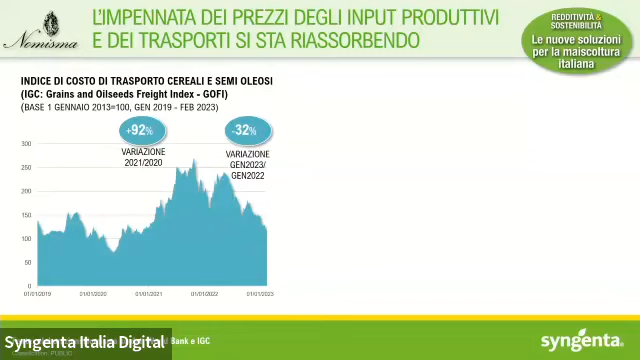 Nomisma
L'IMPENNATA DEI PREZZI DEGLI INPUT PRODUTTIVI
E DEI TRASPORTI SI STA RIASSORBENDO
REDDITIVITÀ &
SOSTENIBILITÀ
Le nuove soluzioni
per la maiscoltura
italiana
INDICE DI COSTO DI TRASPORTO CEREALI E SEMI OLEOSI
(IGC: Grains and Oilseeds Freight Index - GOFI)
(BASE 1 GENNAIO 2013=100, GEN 2019 - FEB 2023)
+92%
VARIAZIONE
2021/2020
-32%
VARIAZIONE
GEN2023/
GEN2022
300
250
200
150
100
50
0
01/01/2019
01/01/2020
01/01/2021
01/01/2022
01/01/2023
Bank e IGC
Syngenta Italia Digital
PUBLIC
syngenta